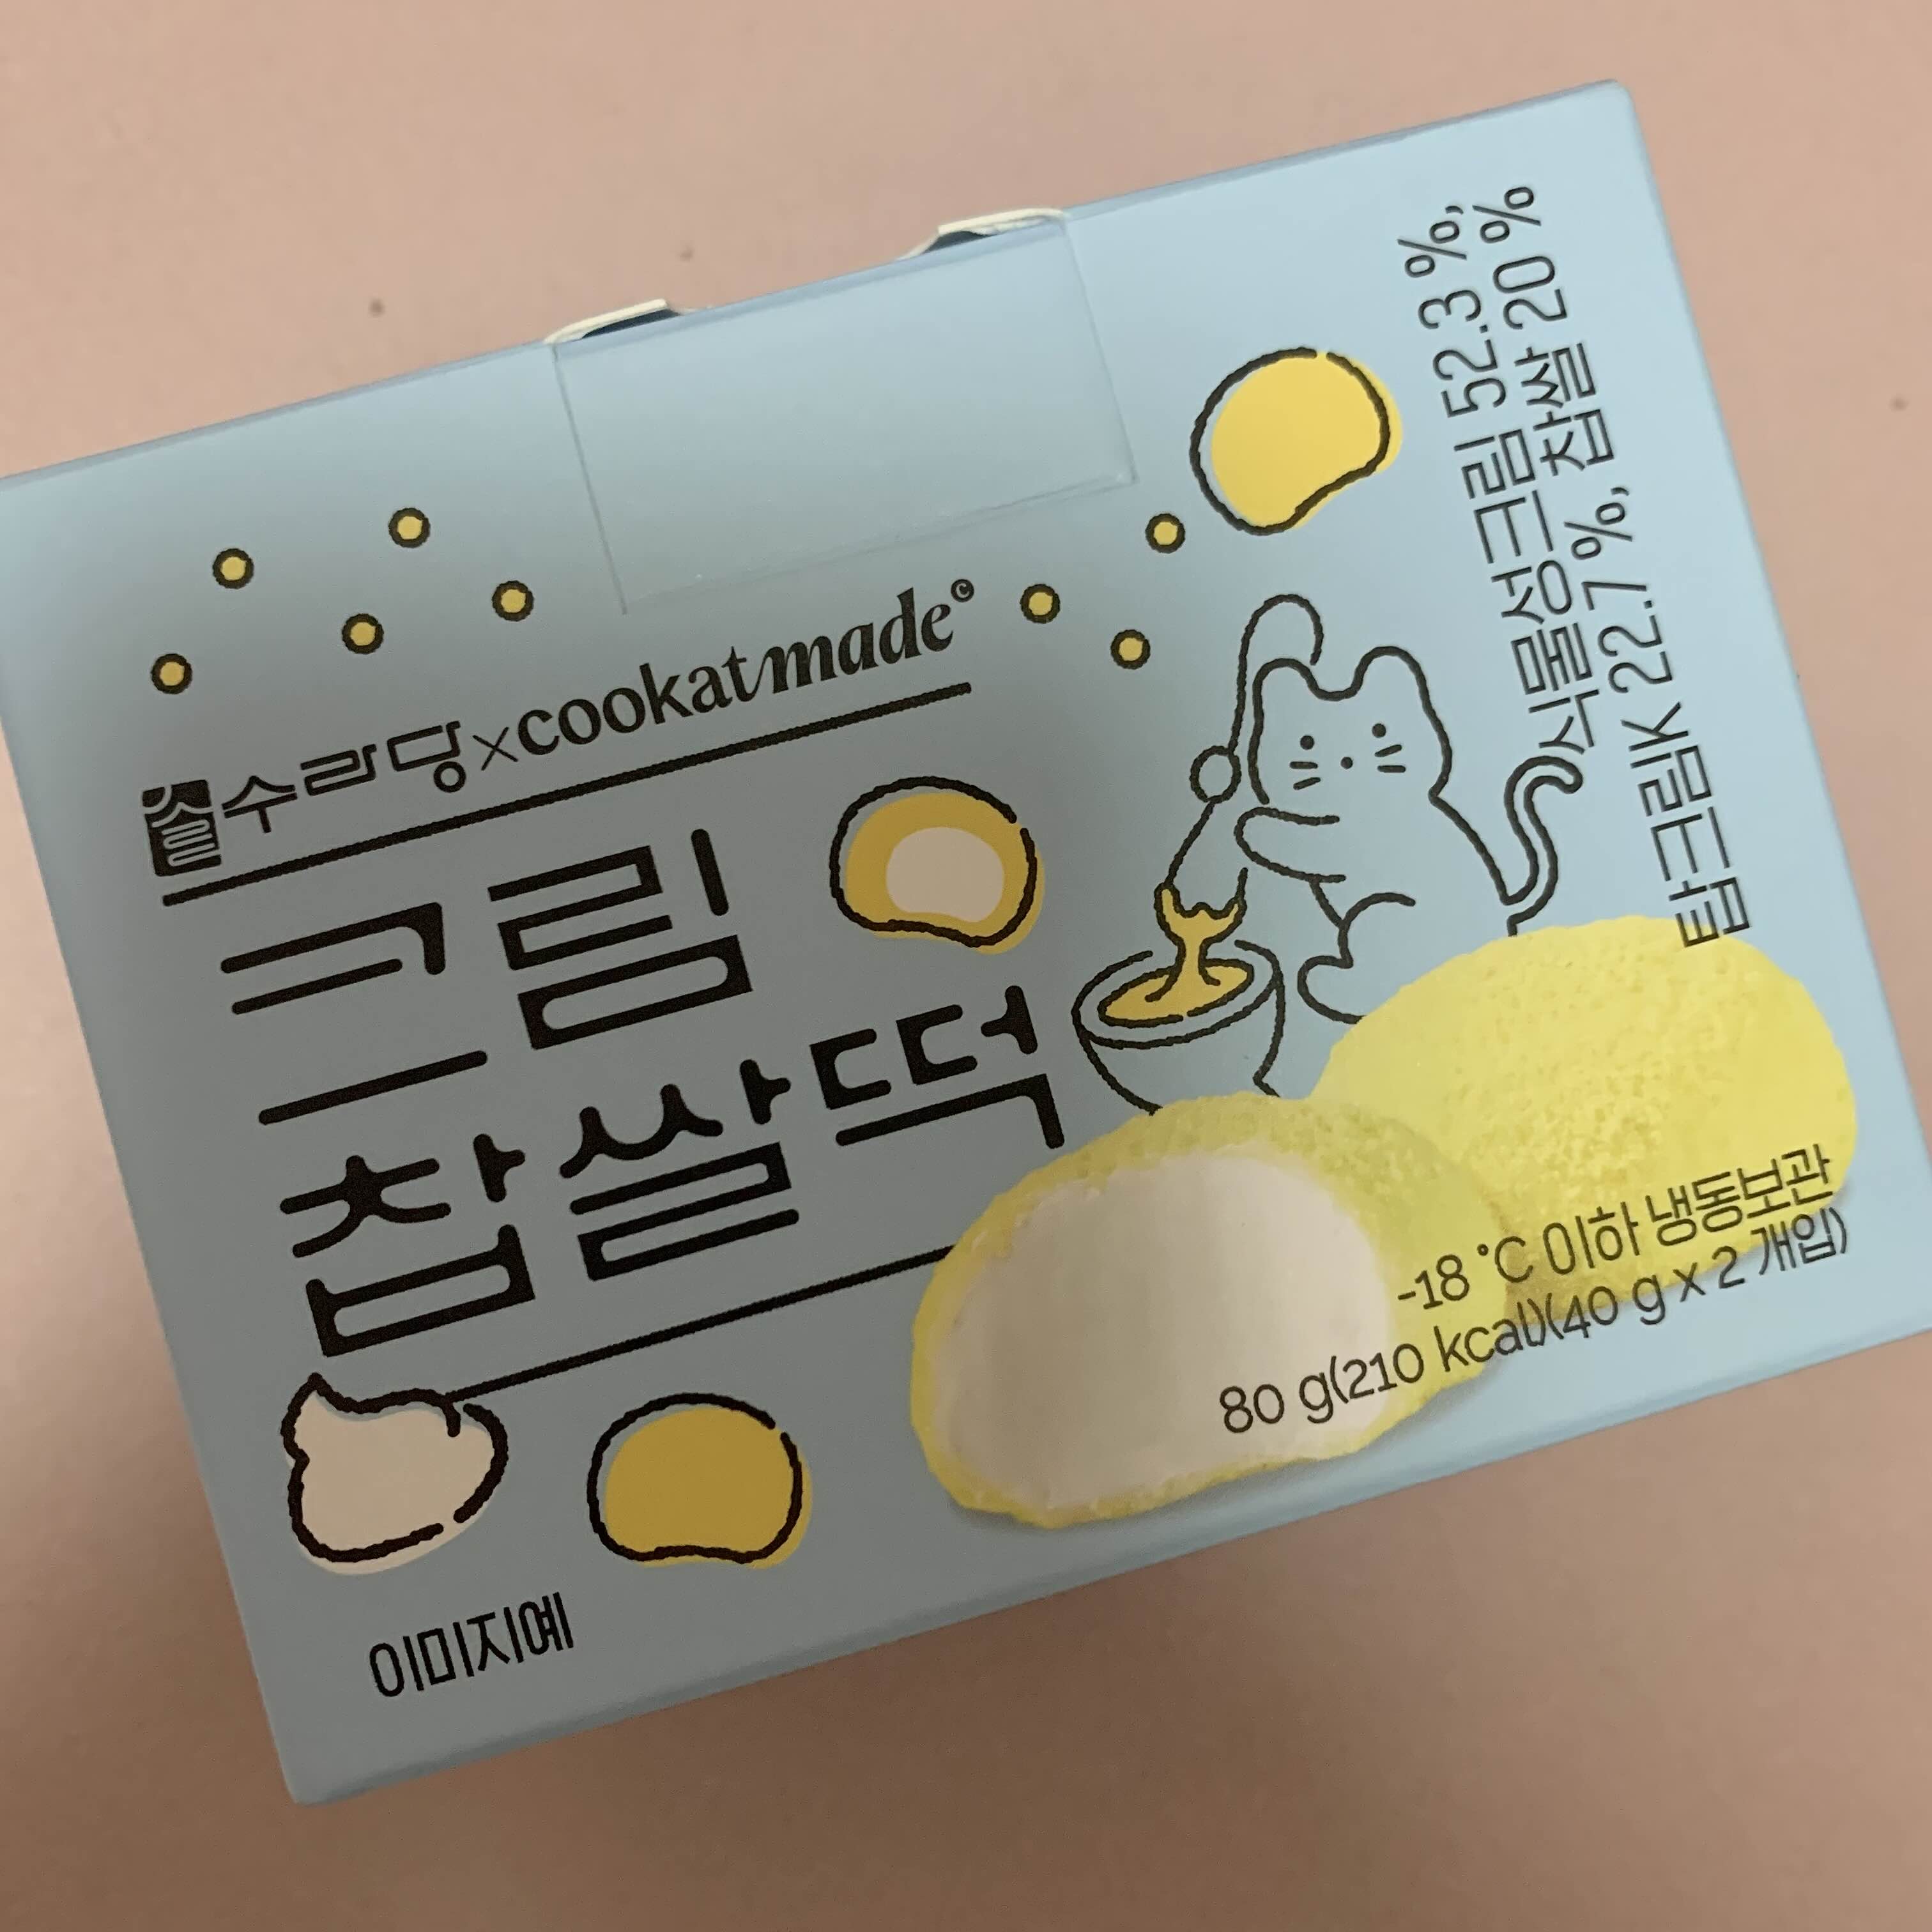 솔수라당×cookatmade©
크림
찹쌀떡
식물성크림 52.3 %,
탑크림K 22.7 %, 찹쌀 20 %
-18 °C 이하 냉동보관
80 g(210 kcal)(40 g x 2 개입)
이미지예